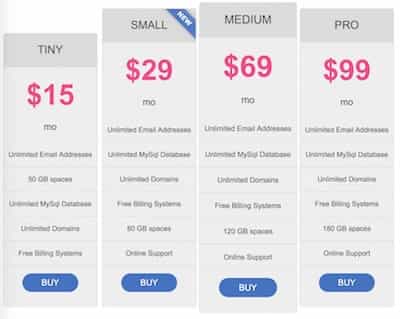 TINY
$15
mo
Unlimited Email Addresses
50 GB spaces
Unlimited MySql Database
Unlimited Domains
Free Billing Systems
BUY
SMALL
NEW
$29
mo
Unlimited Email Addresses
Unlimited MySql Database
Unlimited Domains
Free Billing Systems
80 GB spaces
Online Support
BUY
MEDIUM
$69
mo
Unlimited Email Addresses
Unlimited MySql Database
Unlimited Domains
Free Billing Systems
120 GB spaces
Online Support
BUY
PRO
$99
mo
Unlimited Email Addresses
Unlimited MySql Database
Unlimited Domains
Free Billing Systems
160 GB spaces
Online Support
BUY